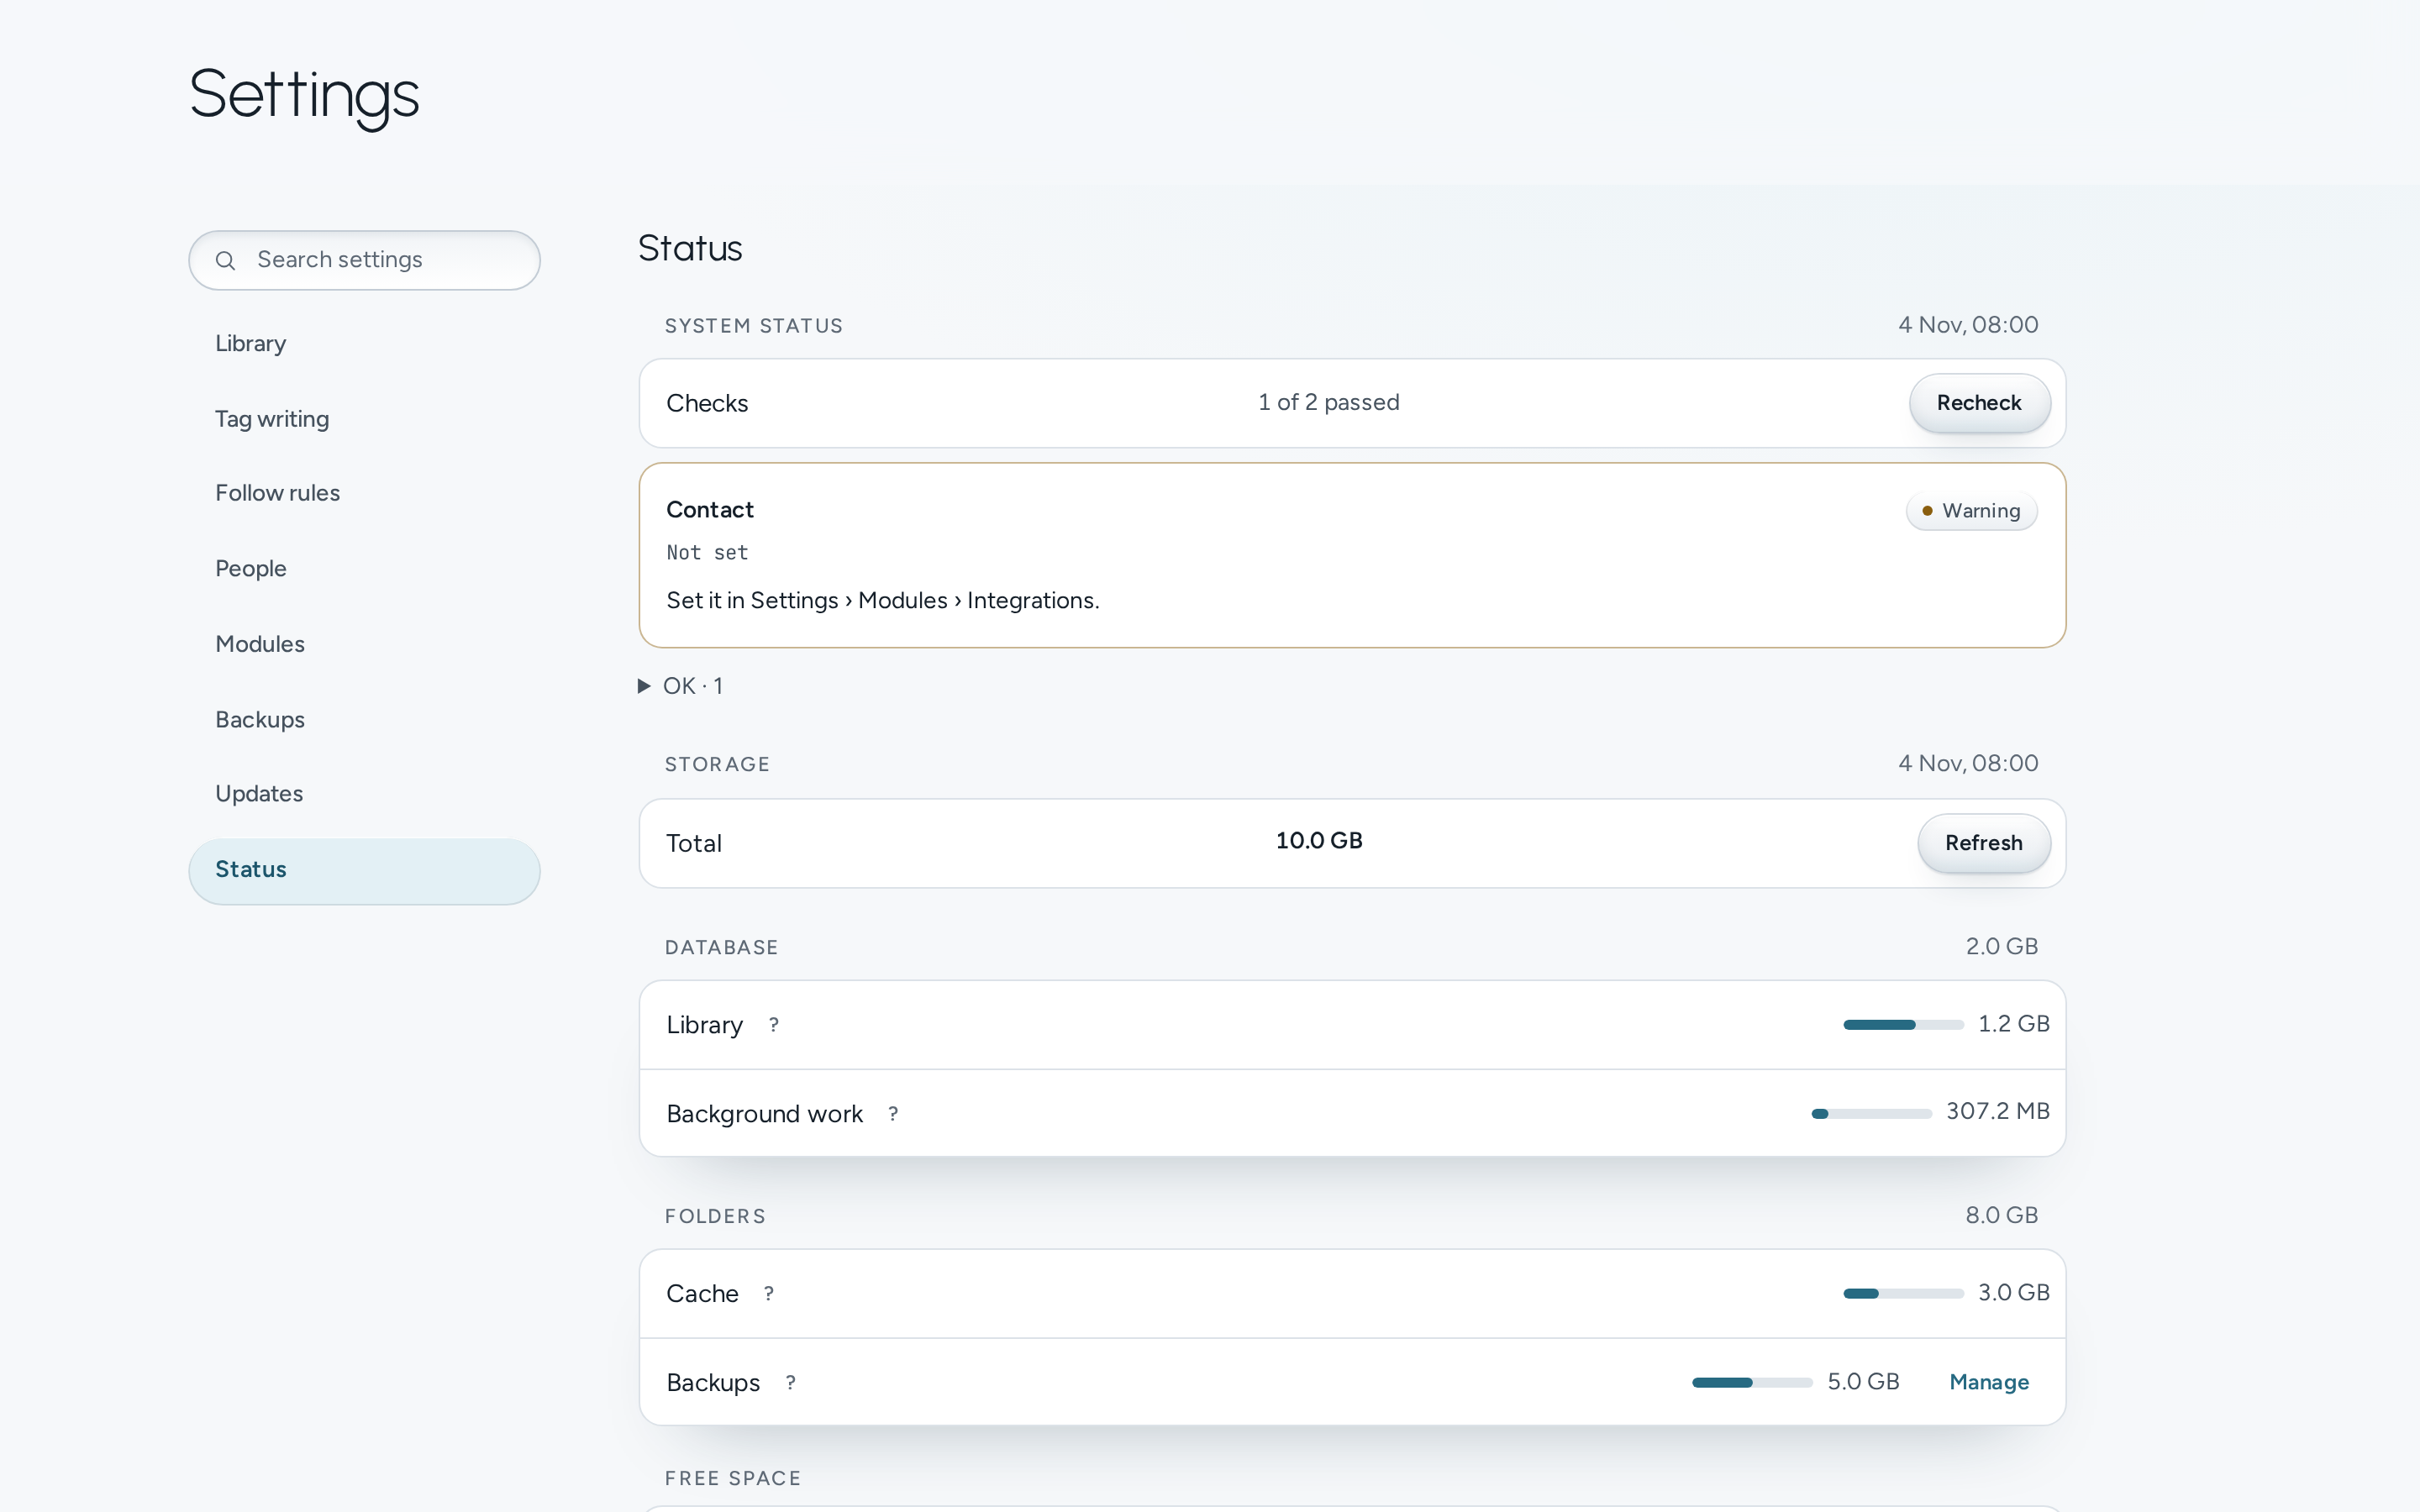 Settings
Search settings
Library
Tag writing
Follow rules
People
Modules
Backups
Updates
Status
Status
SYSTEM STATUS
4 Nov, 08:00
Checks
1 of 2 passed
Recheck
Contact
Warning
Not set
Set it in Settings › Modules › Integrations.
OK · 1
STORAGE
4 Nov, 08:00
Total
10.0 GB
Refresh
DATABASE
2.0 GB
Library ?
1.2 GB
Background work ?
307.2 MB
FOLDERS
8.0 GB
Cache ?
3.0 GB
Backups ?
5.0 GB
Manage
FREE SPACE